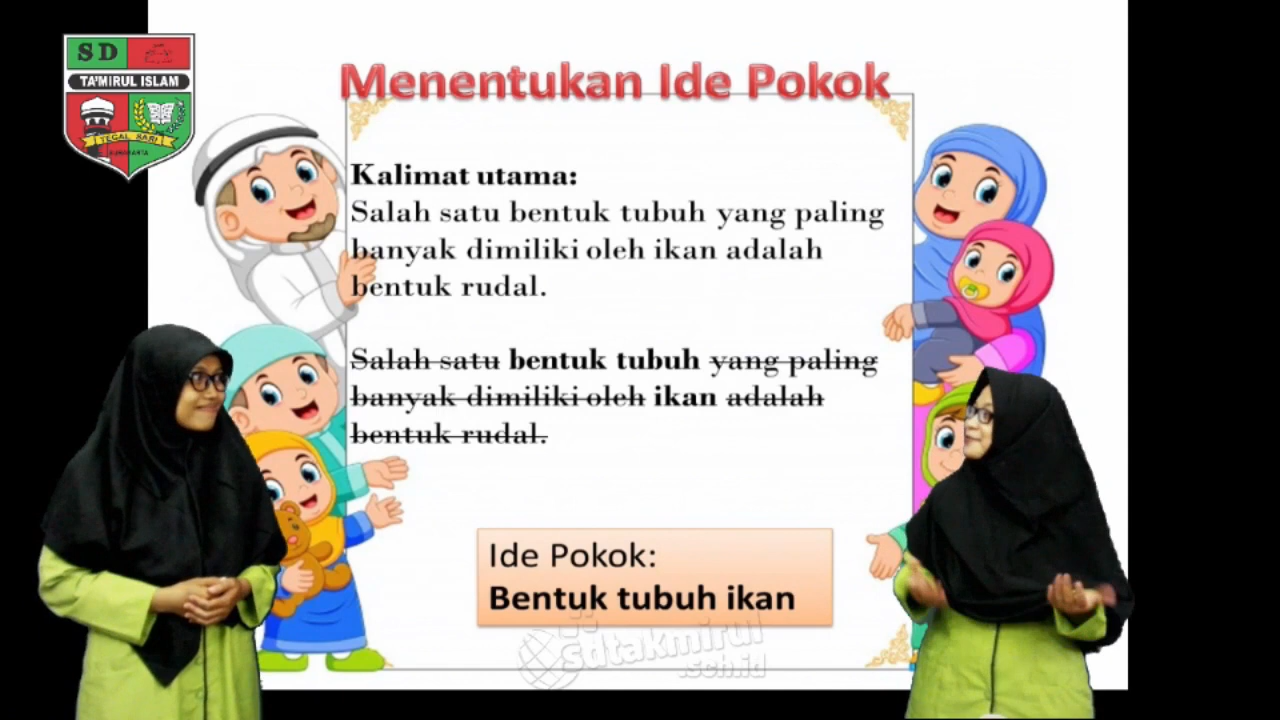 SD
TA'MIRUL ISLAM
TEGAL SARI
SURAKARTA
Menentukan Ide Pokok
Kalimat utama:
Salah satu bentuk tubuh yang paling
banyak dimiliki oleh ikan adalah
bentuk rudal.
Salah satu bentuk tubuh yang paling
banyak dimiliki oleh ikan adalah
bentuk rudal.
Ide Pokok:
Bentuk tubuh ikan
sdtakmirul
.sch.id